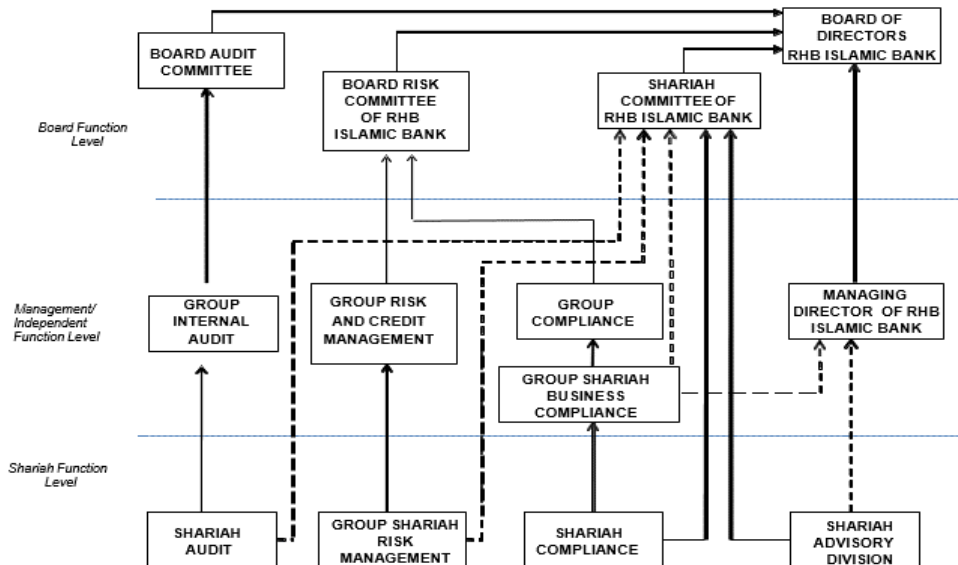 BOARD OF
DIRECTORS
RHB ISLAMIC BANK
BOARD AUDIT
COMMITTEE
BOARD RISK
COMMITTEE
OF RHB
ISLAMIC BANK
SHARIAH
COMMITTEE OF
RHB ISLAMIC BANK
Board Function
Level
Management/
Independent
Function Level
GROUP
INTERNAL
AUDIT
GROUP RISK
AND CREDIT
MANAGEMENT
GROUP
COMPLIANCE
MANAGING
DIRECTOR OF RHB
ISLAMIC BANK
GROUP SHARIAH
BUSINESS
COMPLIANCE
Shariah Function
Level
SHARIAH
AUDIT
GROUP SHARIAH
RISK
MANAGEMENT
SHARIAH
COMPLIANCE
SHARIAH
ADVISORY
DIVISION